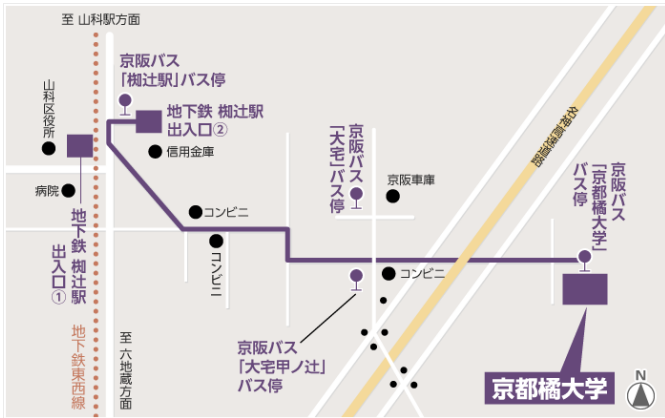 至 山科駅方面
京阪バス
「椥辻駅」バス停
地下鉄 椥辻駅
出入口②
山科区役所
信用金庫
病院
地下鉄 椥辻駅
出入口①
コンビニ
コンビニ
京阪バス
「大宅」バス停
京阪車庫
名神高速道路
京阪バス
「京都橘大学」
バス停
コンビニ
京阪バス
「大宅甲ノ辻」
バス停
地下鉄東西線
至 六地蔵方面
京都橘大学
N